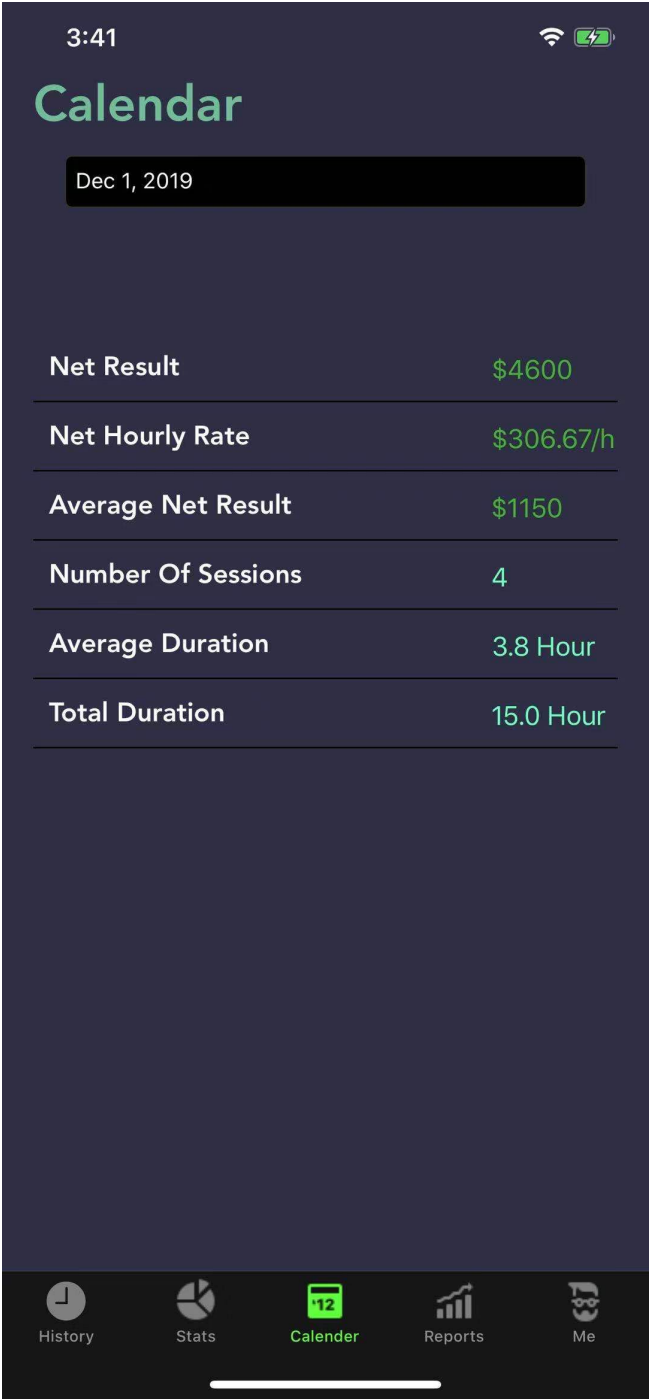 3:41
Calendar
Dec 1, 2019
Net Result $4600
Net Hourly Rate $306.67/h
Average Net Result $1150
Number Of Sessions 4
Average Duration 3.8 Hour
Total Duration 15.0 Hour
'12
History Stats Calender Reports Me